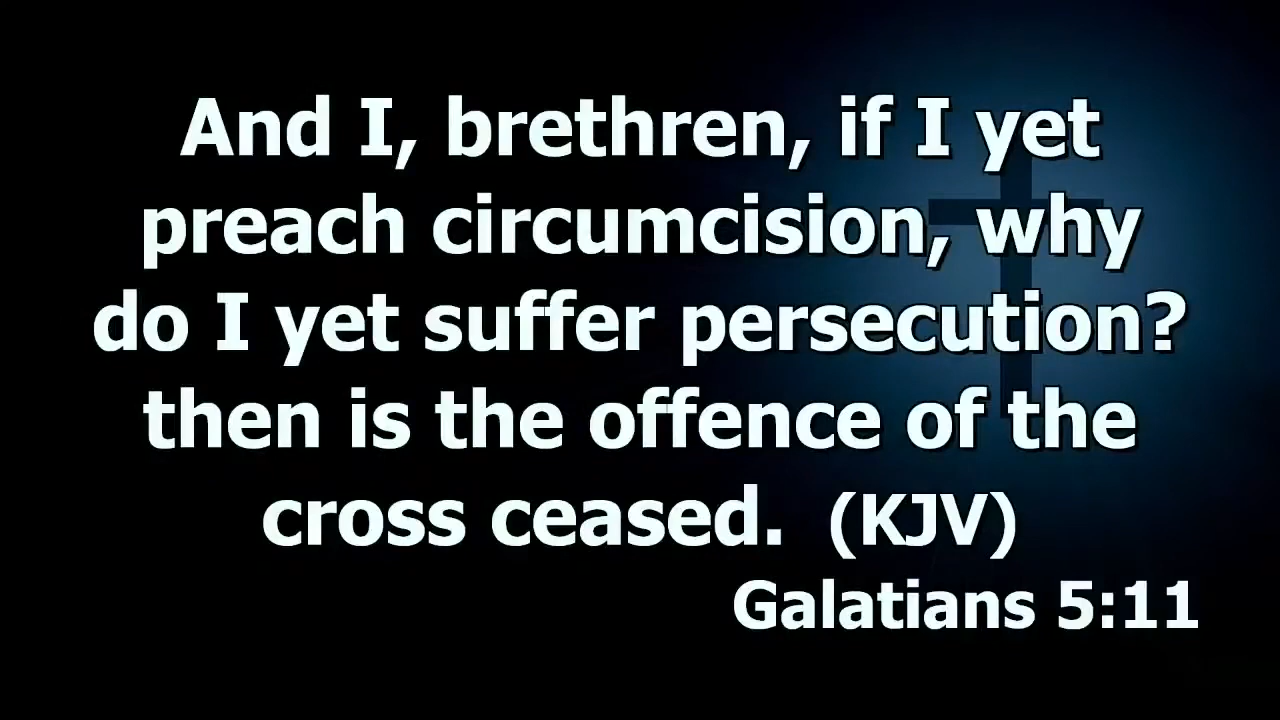 And I, brethren, if I yet
preach circumcision, why
do I yet suffer persecution?
then is the offence of the
cross ceased. (KJV)
Galatians 5:11